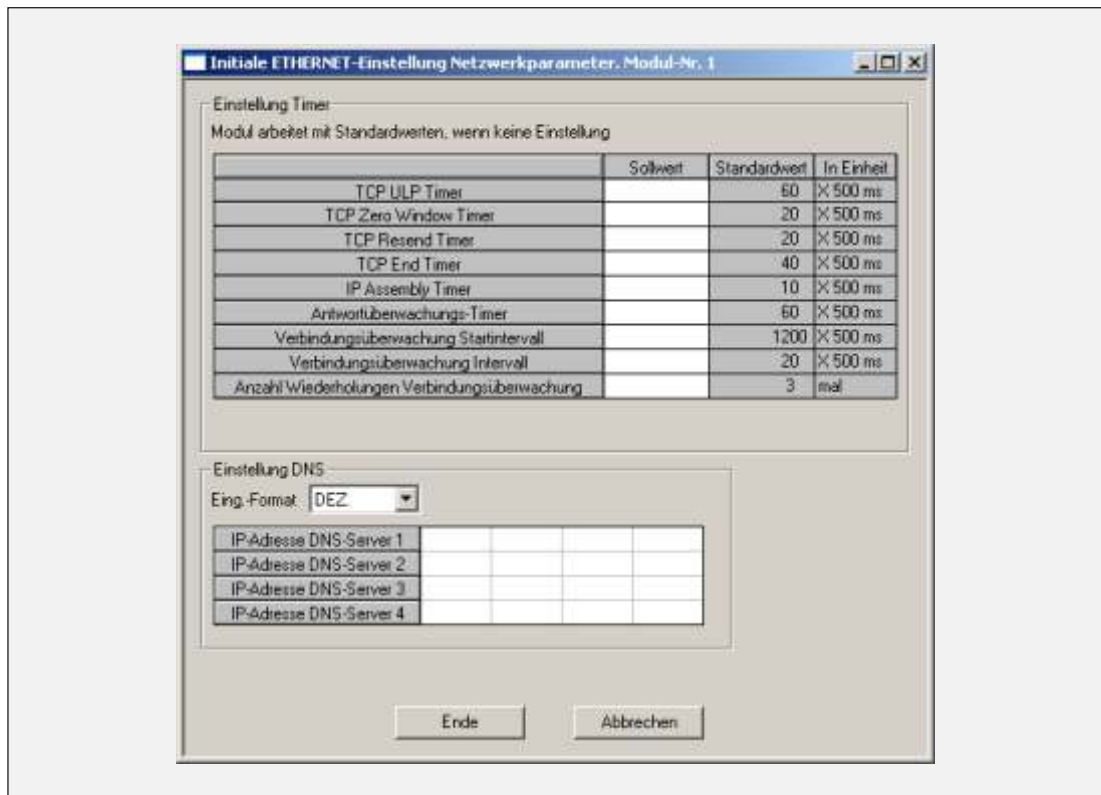 Initiale ETHERNET-Einstellung Netzwerkparameter. Modul-Nr. 1
Einstellung Timer
Modul arbeitet mit Standardwerten, wenn keine Einstellung
Sollwert Standardwert In Einheit
TCP ULP Timer 60 X 500 ms
TCP Zero Window Timer 20 X 500 ms
TCP Resend Timer 20 X 500 ms
TCP End Timer 40 X 500 ms
IP Assembly Timer 10 X 500 ms
Antwortüberwachungs-Timer 60 X 500 ms
Verbindungsüberwachung Startintervall 1200 X 500 ms
Verbindungsüberwachung Intervall 20 X 500 ms
Anzahl Wiederholungen Verbindungsüberwachung 3 mal
Einstellung DNS
Eing.-Format DEZ
IP-Adresse DNS-Server 1
IP-Adresse DNS-Server 2
IP-Adresse DNS-Server 3
IP-Adresse DNS-Server 4
Ende Abbrechen